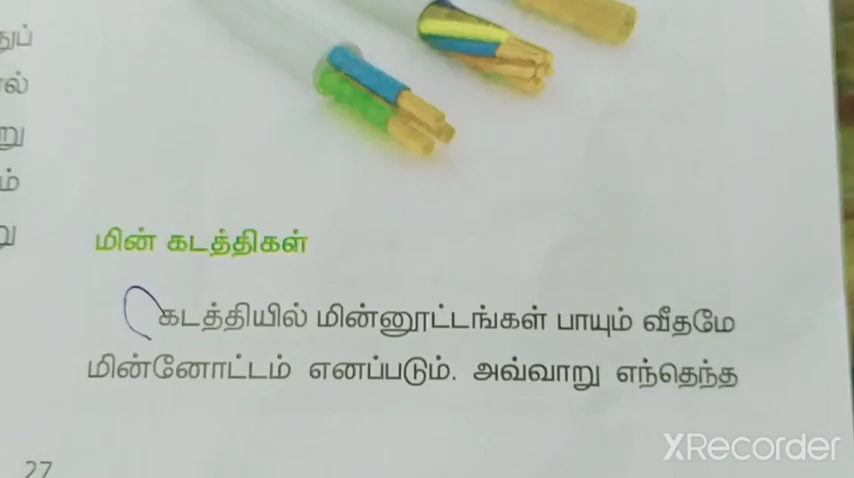 துப்
ல்
று
ம்
று
மின் கடத்திகள்
கடத்தியில் மின்னூட்டங்கள் பாயும் வீதமே
மின்னோட்டம் எனப்படும். அவ்வாறு எந்தெந்த
27
XRecorder